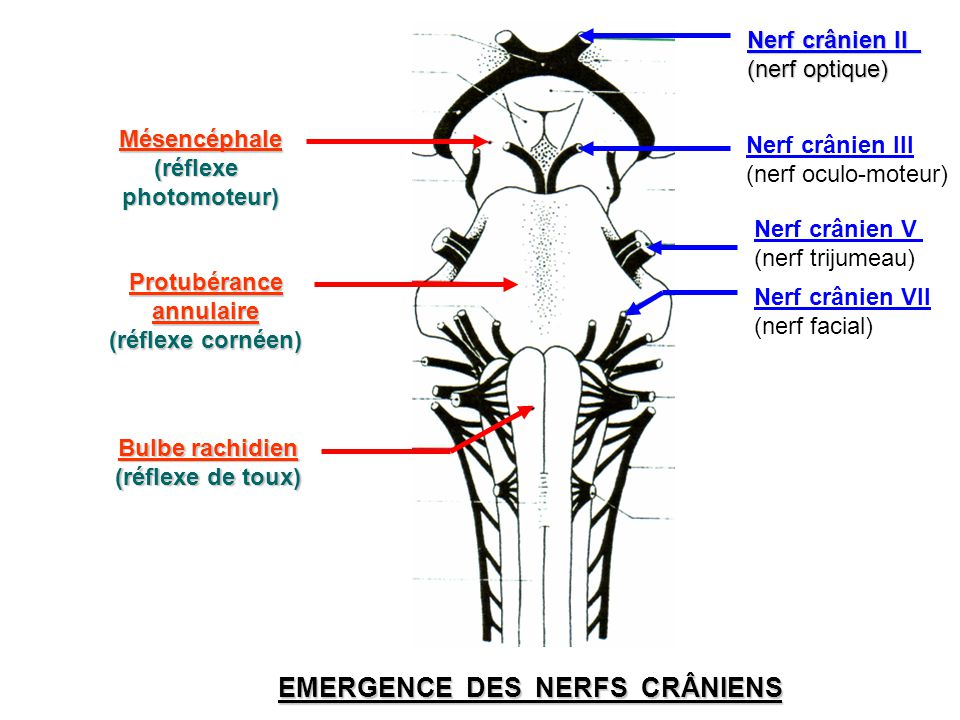 Nerf crânien II
(nerf optique)
Mésencéphale
(réflexe
photomoteur)
Nerf crânien III
(nerf oculo-moteur)
Nerf crânien V
(nerf trijumeau)
Protubérance
annulaire
(réflexe cornéen)
Nerf crânien VII
(nerf facial)
Bulbe rachidien
(réflexe de toux)
EMERGENCE DES NERFS CRÂNIENS